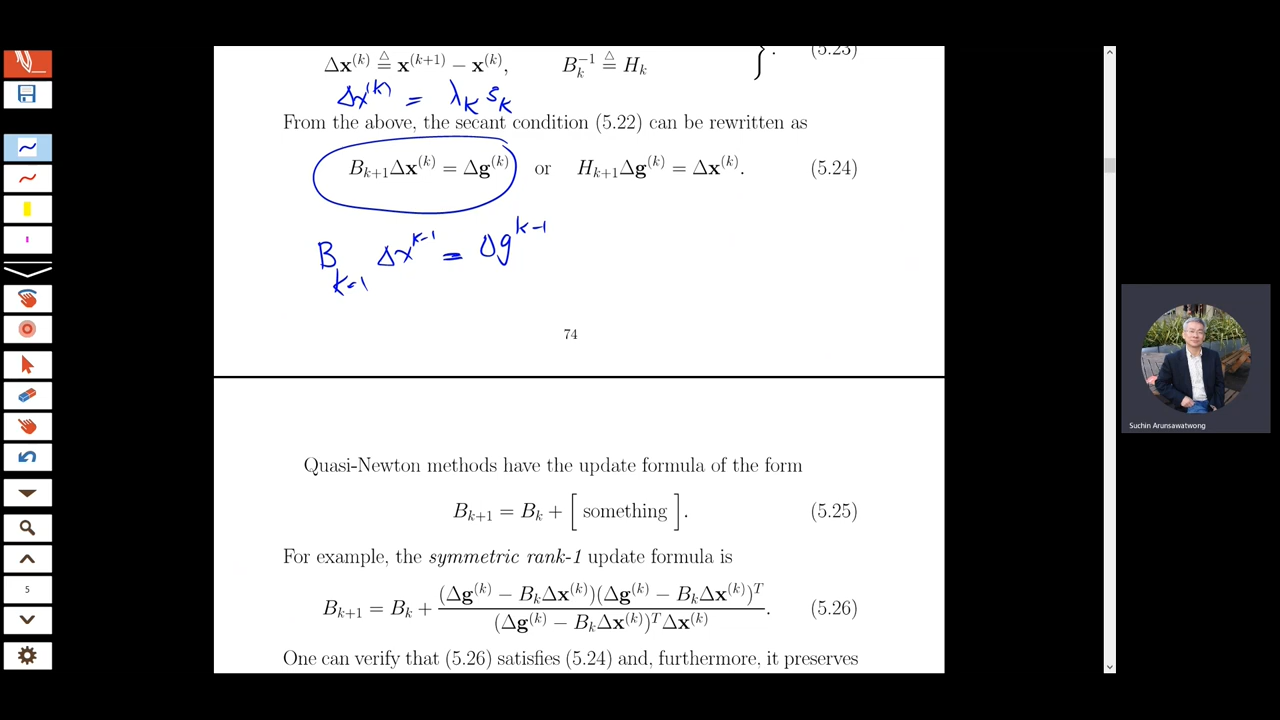 Δx^(k) ≜ x^(k+1) − x^(k), B_k^{-1} ≜ H_k } . (5.23)
Δx^(k) = λ_K s_K
From the above, the secant condition (5.22) can be rewritten as
B_{k+1}Δx^(k) = Δg^(k) or H_{k+1}Δg^(k) = Δx^(k). (5.24)
B_{k-1} Δx^{k-1} = Δg^{k-1}
74
Quasi-Newton methods have the update formula of the form
B_{k+1} = B_k + [ something ]. (5.25)
For example, the symmetric rank-1 update formula is
B_{k+1} = B_k + (Δg^(k) − B_kΔx^(k))(Δg^(k) − B_kΔx^(k))^T / (Δg^(k) − B_kΔx^(k))^T Δx^(k) . (5.26)
One can verify that (5.26) satisfies (5.24) and, furthermore, it preserves
5
Suchin Arunsawatwong